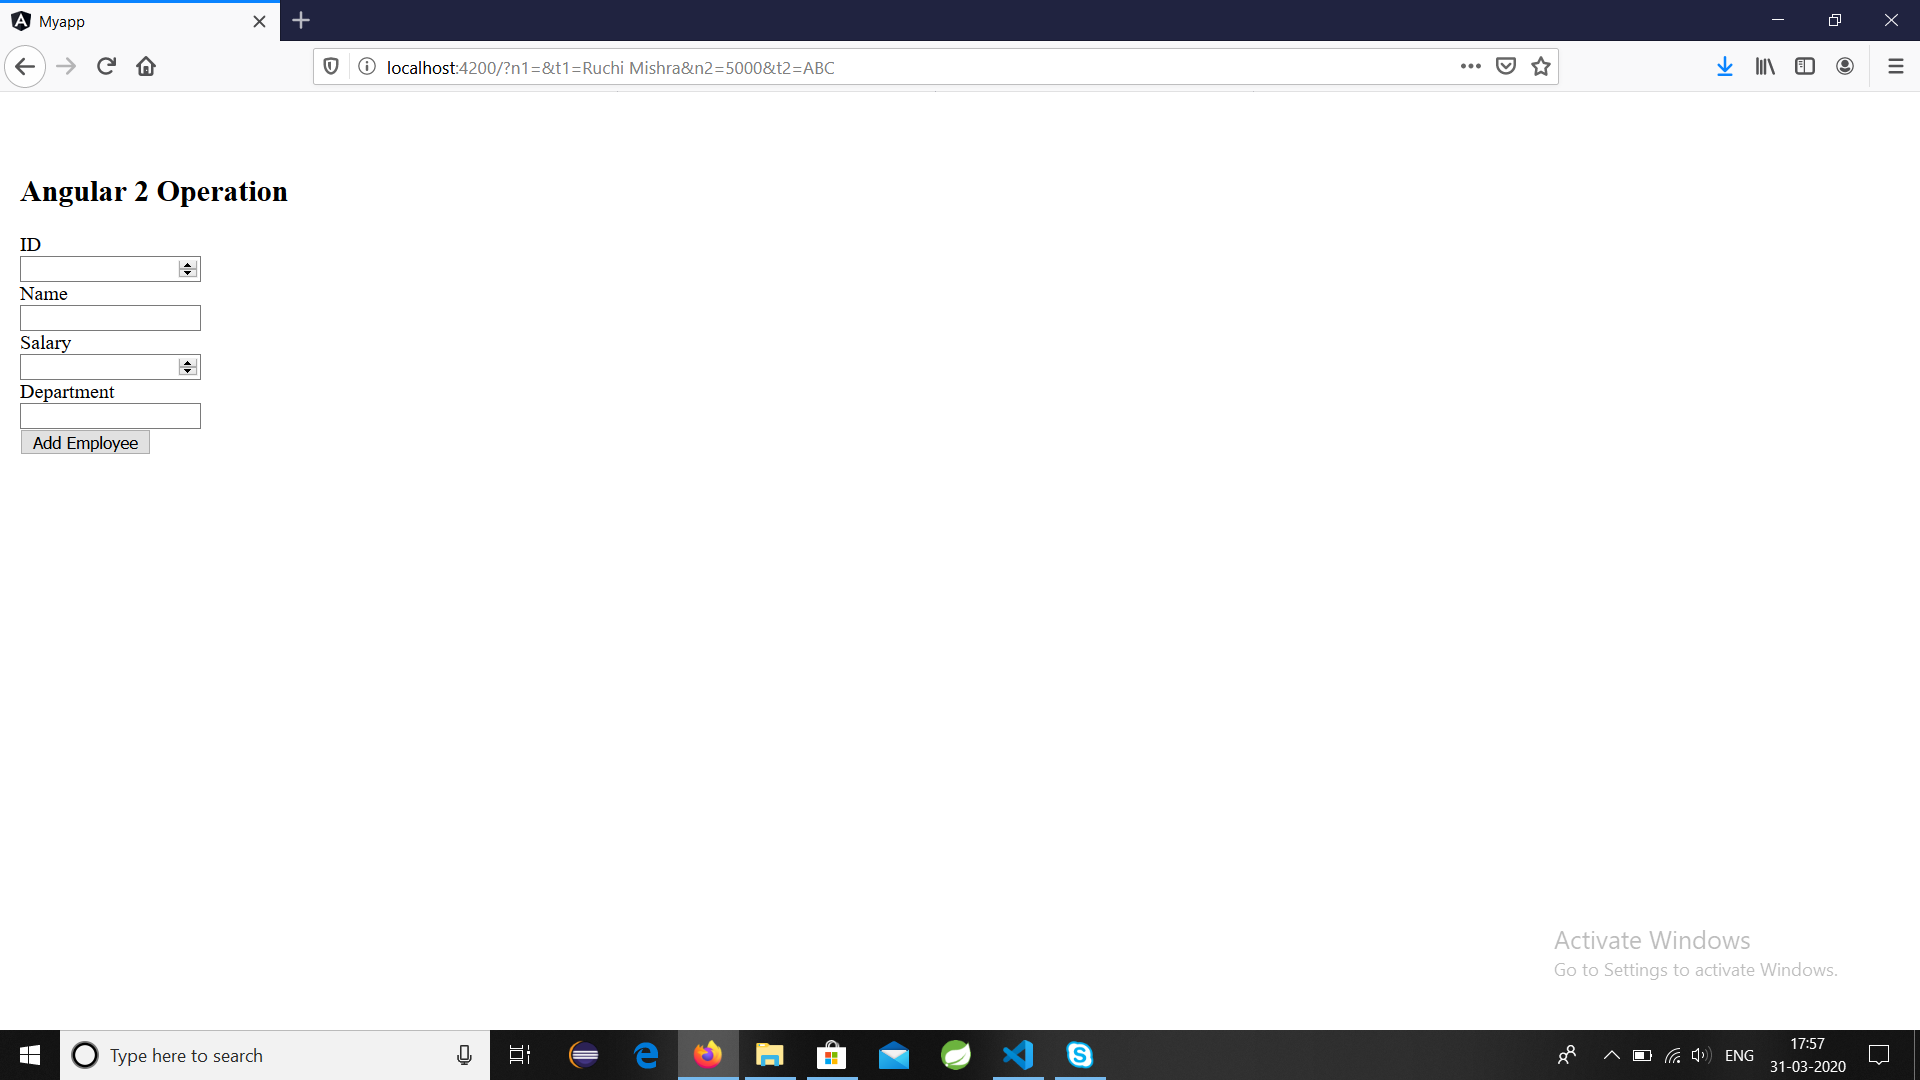 Myapp
localhost:4200/?n1=&t1=Ruchi Mishra&n2=5000&t2=ABC
Angular 2 Operation
ID
Name
Salary
Department
Add Employee
Activate Windows
Go to Settings to activate Windows.
Type here to search
ENG
17:57
31-03-2020